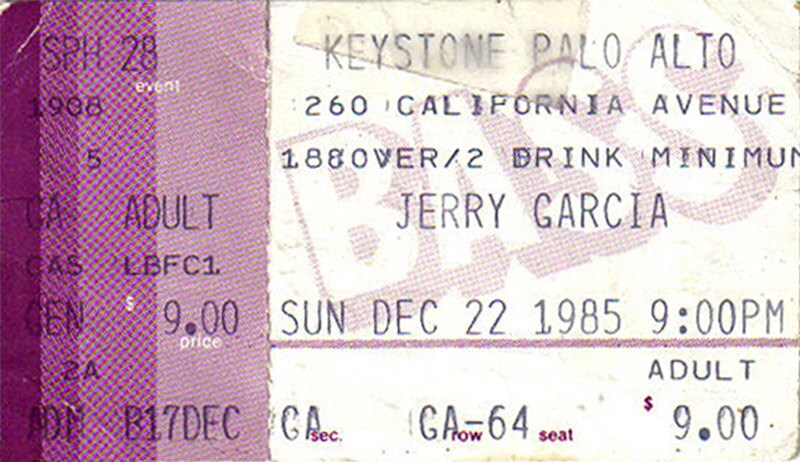 SPH 28
event
1908
5
GA ADULT
CAS LBFC1
GEN $ 9.00
price
2A
ADM B17DEC
KEYSTONE PALO ALTO
260 CALIFORNIA AVENUE
18&OVER/2 DRINK MINIMUM
BASS
JERRY GARCIA
SUN DEC 22 1985 9:00PM
ADULT
GA sec. GA-64 row seat $ 9.00